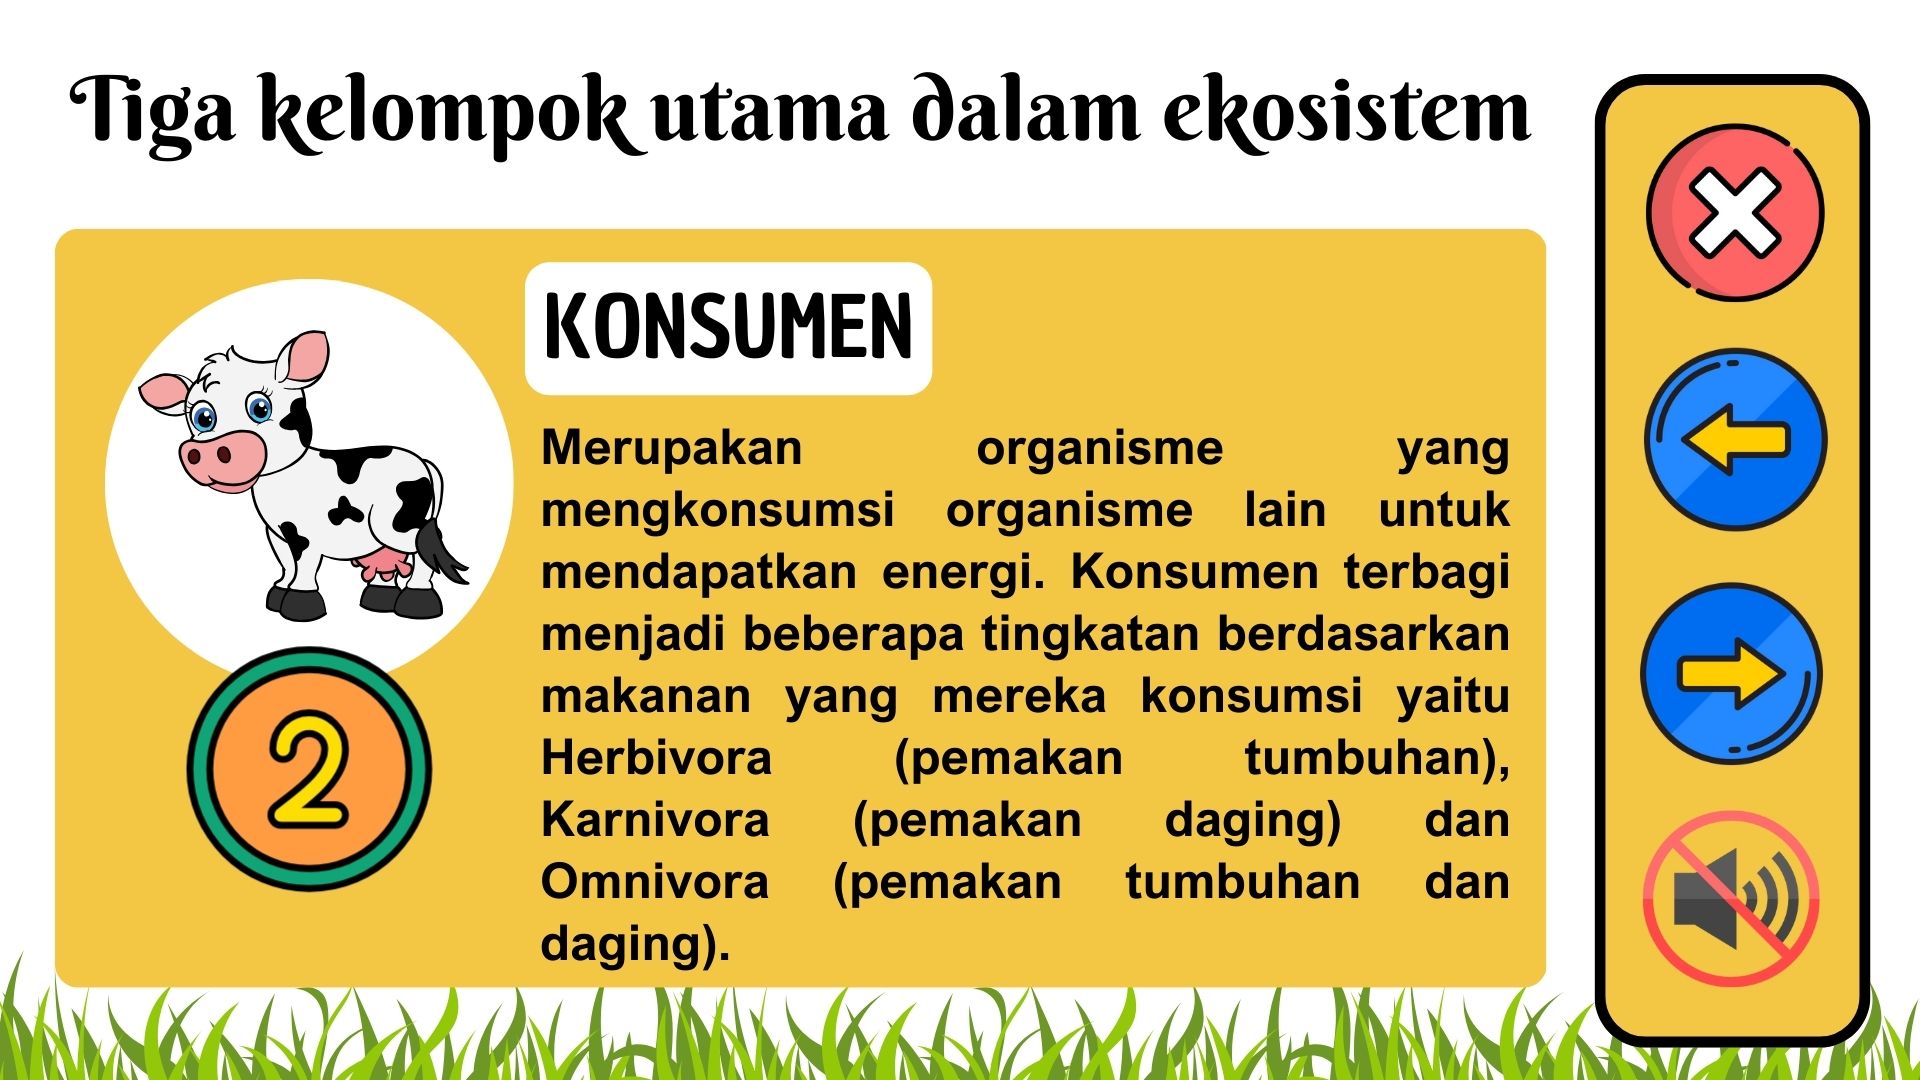 Tiga kelompok utama dalam ekosistem
KONSUMEN
Merupakan organisme yang
mengkonsumsi organisme lain untuk
mendapatkan energi. Konsumen terbagi
menjadi beberapa tingkatan berdasarkan
makanan yang mereka konsumsi yaitu
Herbivora (pemakan tumbuhan),
Karnivora (pemakan daging) dan
Omnivora (pemakan tumbuhan dan
daging).
2